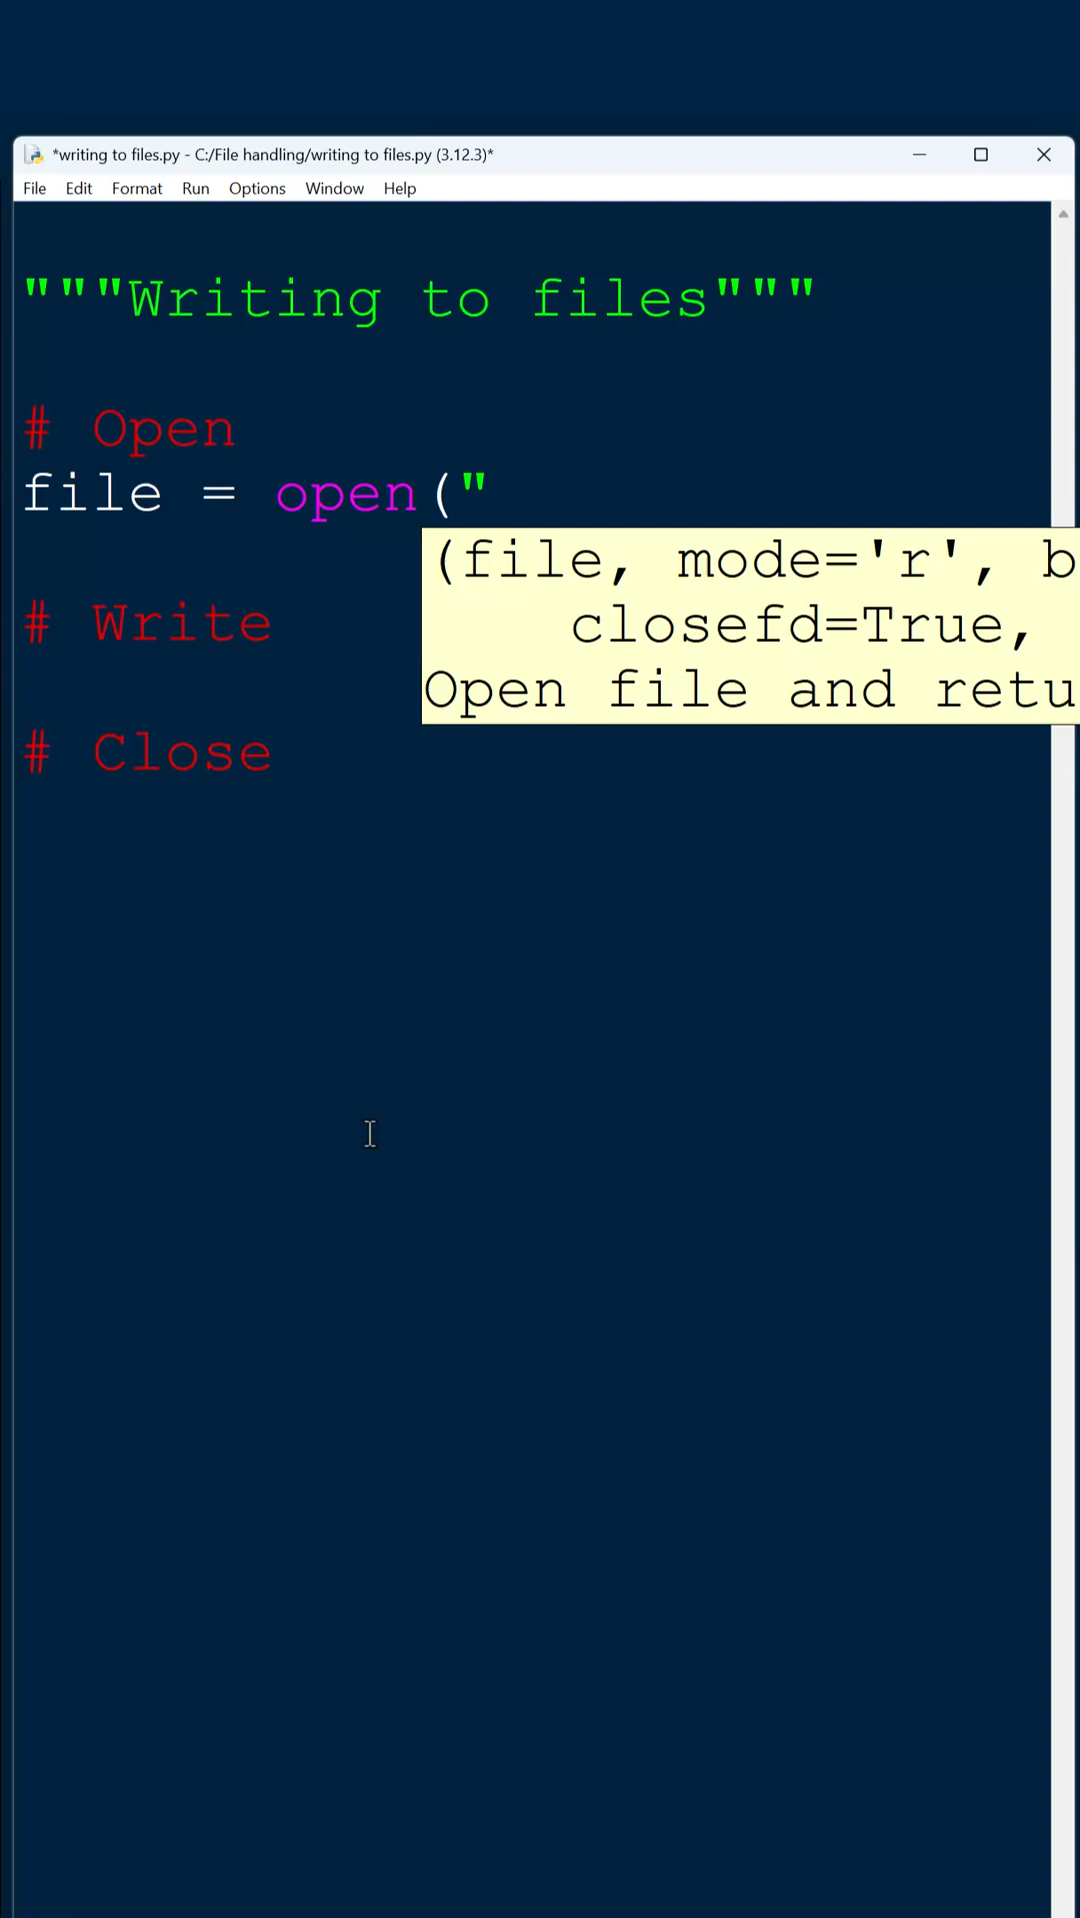 *writing to files.py - C:/File handling/writing to files.py (3.12.3)*
File Edit Format Run Options Window Help
"""Writing to files"""
# Open
file = open("
(file, mode='r', b
closefd=True,
Open file and retu
# Write
# Close